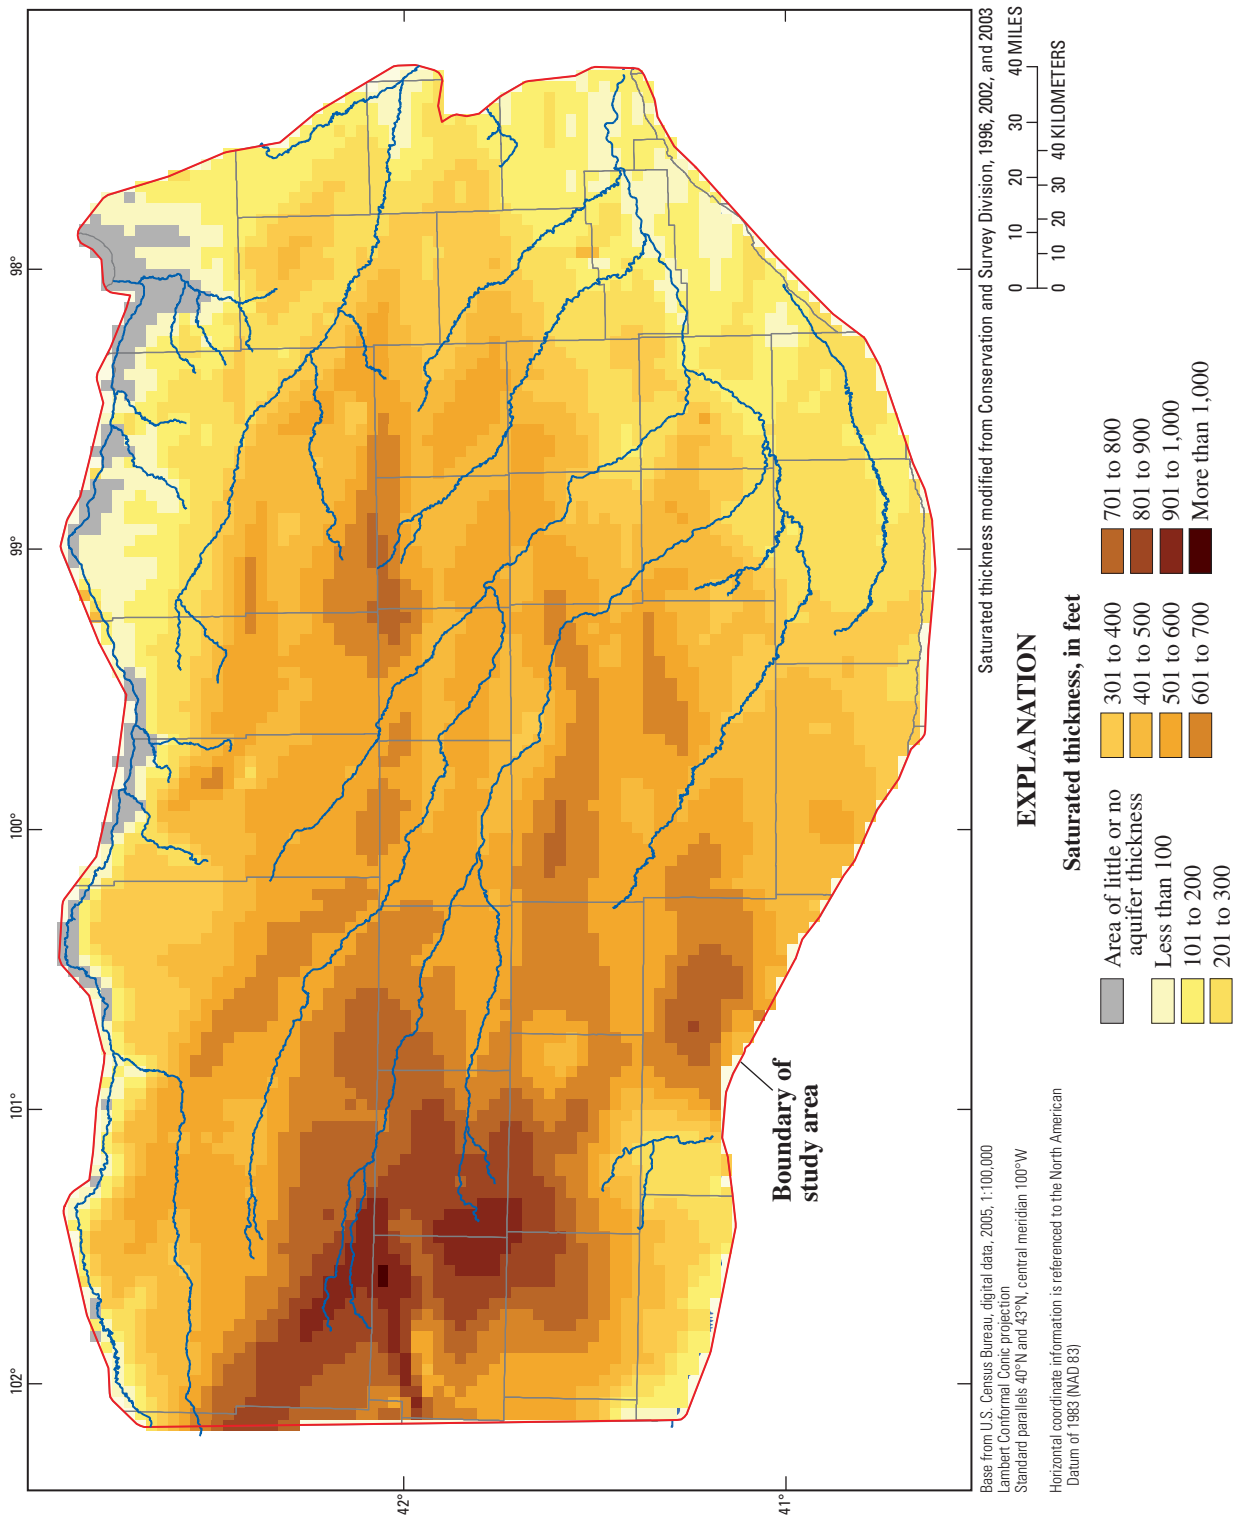 102°
101°
100°
99°
98°
42°
41°
Boundary of
study area
Base from U.S. Census Bureau, digital data, 2005, 1:100,000
Lambert Conformal Conic projection
Standard parallels 40°N and 43°N, central meridian 100°W
Horizontal coordinate information is referenced to the North American
Datum of 1983 (NAD 83)
Saturated thickness modified from Conservation and Survey Division, 1996, 2002, and 2003
0 10 20 30 40 MILES
0 10 20 30 40 KILOMETERS
EXPLANATION
Saturated thickness, in feet
Area of little or no
aquifer thickness
Less than 100
101 to 200
201 to 300
301 to 400
401 to 500
501 to 600
601 to 700
701 to 800
801 to 900
901 to 1,000
More than 1,000